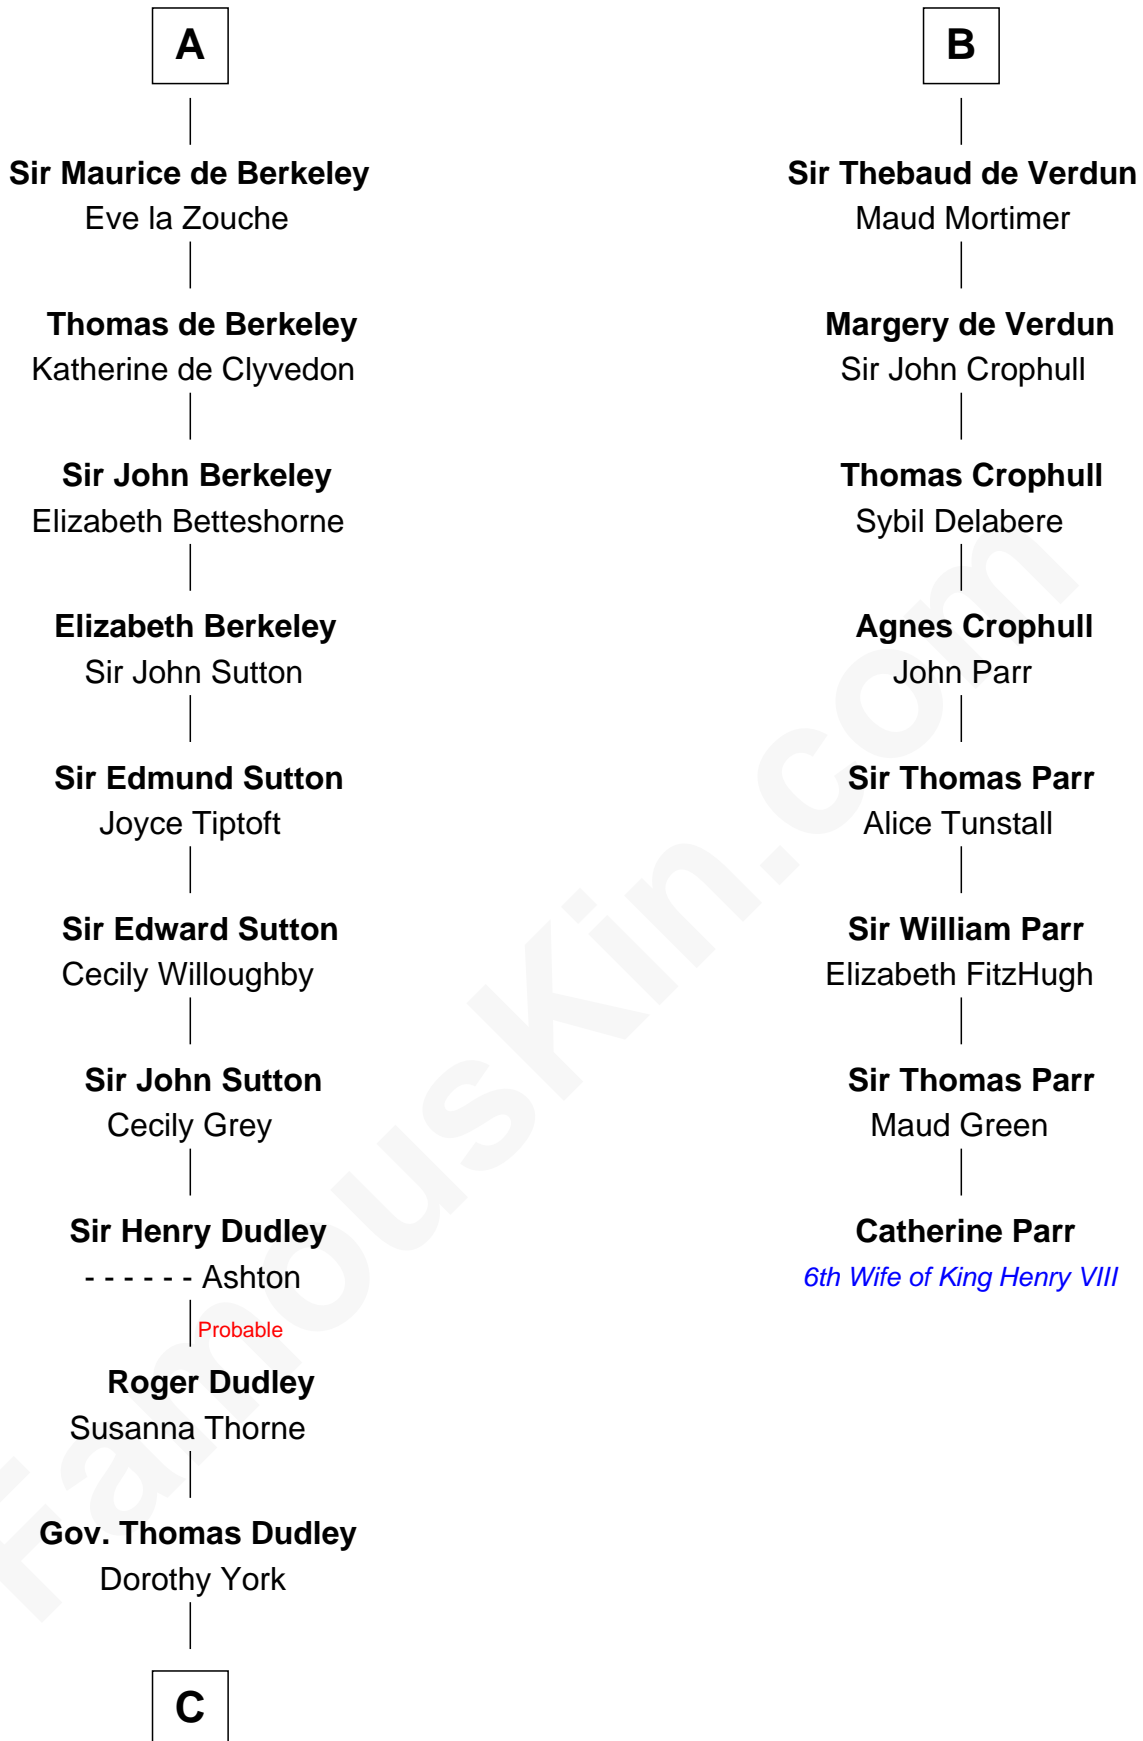 A
Sir Maurice de Berkeley
Eve la Zouche
Thomas de Berkeley
Katherine de Clyvedon
Sir John Berkeley
Elizabeth Betteshorne
Elizabeth Berkeley
Sir John Sutton
Sir Edmund Sutton
Joyce Tiptoft
Sir Edward Sutton
Cecily Willoughby
Sir John Sutton
Cecily Grey
Sir Henry Dudley
- - - - - - Ashton
Probable
Roger Dudley
Susanna Thorne
Gov. Thomas Dudley
Dorothy York
C
B
Sir Thebaud de Verdun
Maud Mortimer
Margery de Verdun
Sir John Crophull
Thomas Crophull
Sybil Delabere
Agnes Crophull
John Parr
Sir Thomas Parr
Alice Tunstall
Sir William Parr
Elizabeth FitzHugh
Sir Thomas Parr
Maud Green
Catherine Parr
6th Wife of King Henry VIII
FamousKin.com